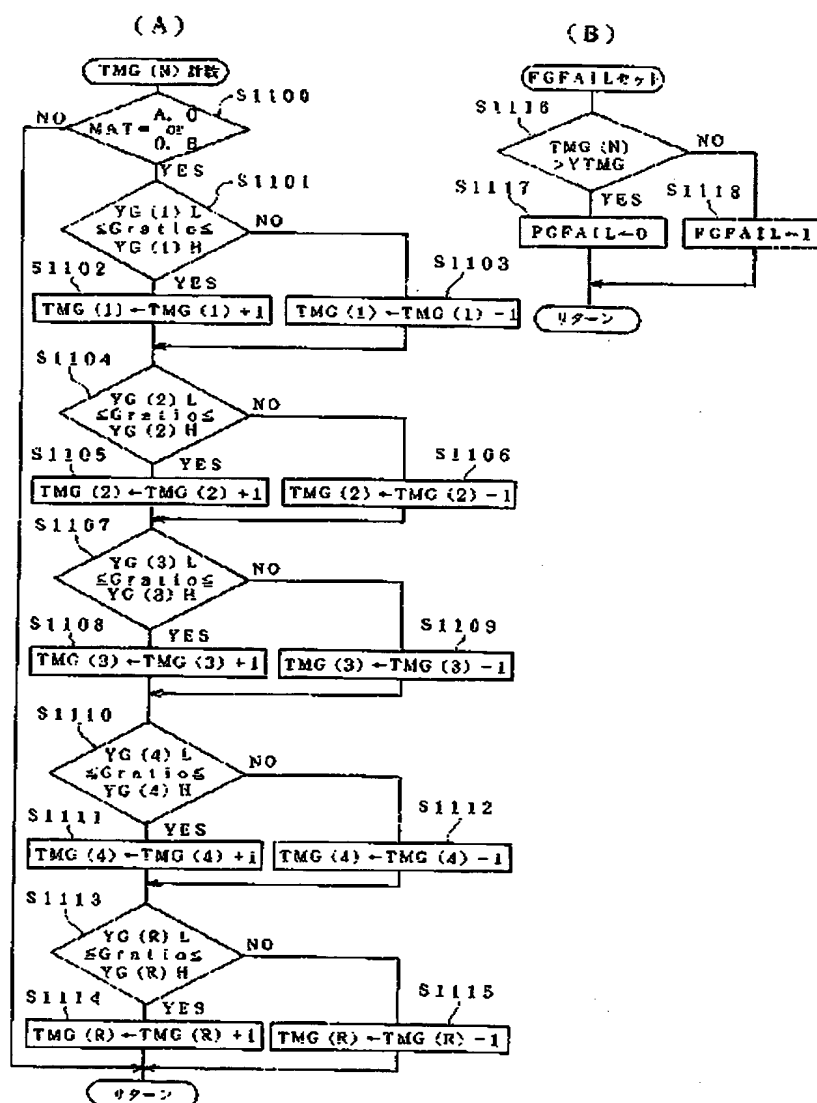 (A)
TMG (N) 計数
S1100
MAT= A. O or O. B
NO
YES
S1101
YG (1) L
≦Gratio≦
YG (1) H
NO
YES
S1102
TMG (1) ←TMG (1) +1
S1103
TMG (1) ←TMG (1) -1
S1104
YG (2) L
≦Gratio≦
YG (2) H
NO
YES
S1105
TMG (2) ←TMG (2) +1
S1106
TMG (2) ←TMG (2) -1
S1107
YG (3) L
≦Gratio≦
YG (3) H
NO
YES
S1108
TMG (3) ←TMG (3) +1
S1109
TMG (3) ←TMG (3) -1
S1110
YG (4) L
≦Gratio≦
YG (4) H
NO
YES
S1111
TMG (4) ←TMG (4) +1
S1112
TMG (4) ←TMG (4) -1
S1113
YG (R) L
≦Gratio≦
YG (R) H
NO
YES
S1114
TMG (R) ←TMG (R) +1
S1115
TMG (R) ←TMG (R) -1
リターン
(B)
FGFAILセット
S1116
TMG (N)
>YTMG
NO
YES
S1117
FGFAIL←0
S1118
FGFAIL←1
リターン